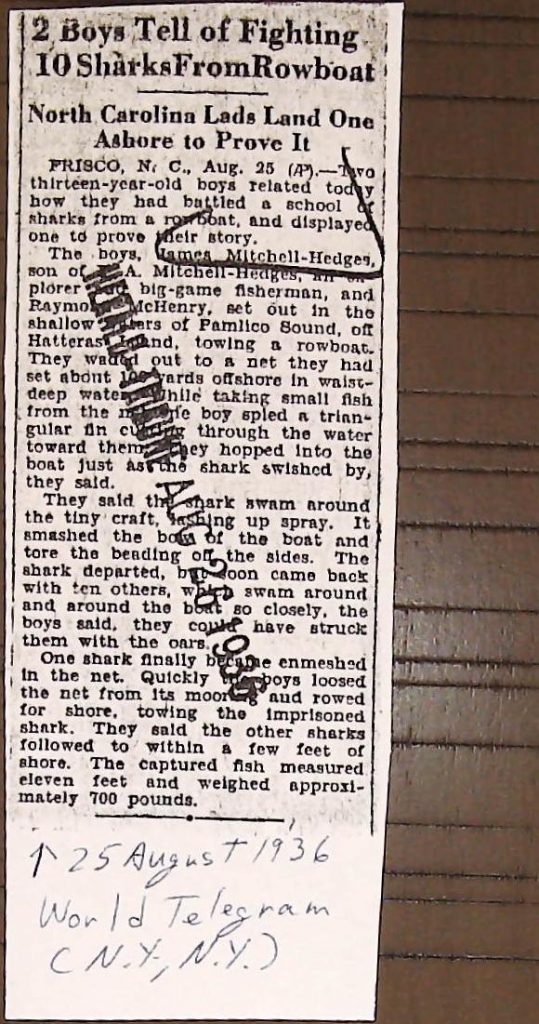 2 Boys Tell of Fighting
10 Sharks From Rowboat
North Carolina Lads Land One
Ashore to Prove It
FRISCO, N. C., Aug. 25 (AP).—Two
thirteen-year-old boys related today
how they had battled a school of
sharks from a rowboat, and displayed
one to prove their story.
The boys, James Mitchell-Hedges,
son of A. Mitchell-Hedges, an ex-
plorer big-game fisherman, and
Raymond McHenry, set out in the
shallow waters of Pamlico Sound, off
Hatteras Island, towing a rowboat.
They waded out to a net they had
set about yards offshore in waist-
deep water. While taking small fish
from the net the boy spied a trian-
gular fin cutting through the water
toward them. They hopped into the
boat just as the shark swished by,
they said.
They said the shark swam around
the tiny craft, lashing up spray. It
smashed the bow of the boat and
tore the beading off the sides. The
shark departed, but soon came back
with ten others, which swam around
and around the boat so closely, the
boys said, they could have struck
them with the oars.
One shark finally became enmeshed
in the net. Quickly the boys loosed
the net from its mooring and rowed
for shore, towing the imprisoned
shark. They said the other sharks
followed to within a few feet of
shore. The captured fish measured
eleven feet and weighed approxi-
mately 700 pounds.
AUG 26 1936
↑ 25 August 1936
World Telegram
(N.Y., N.Y.)